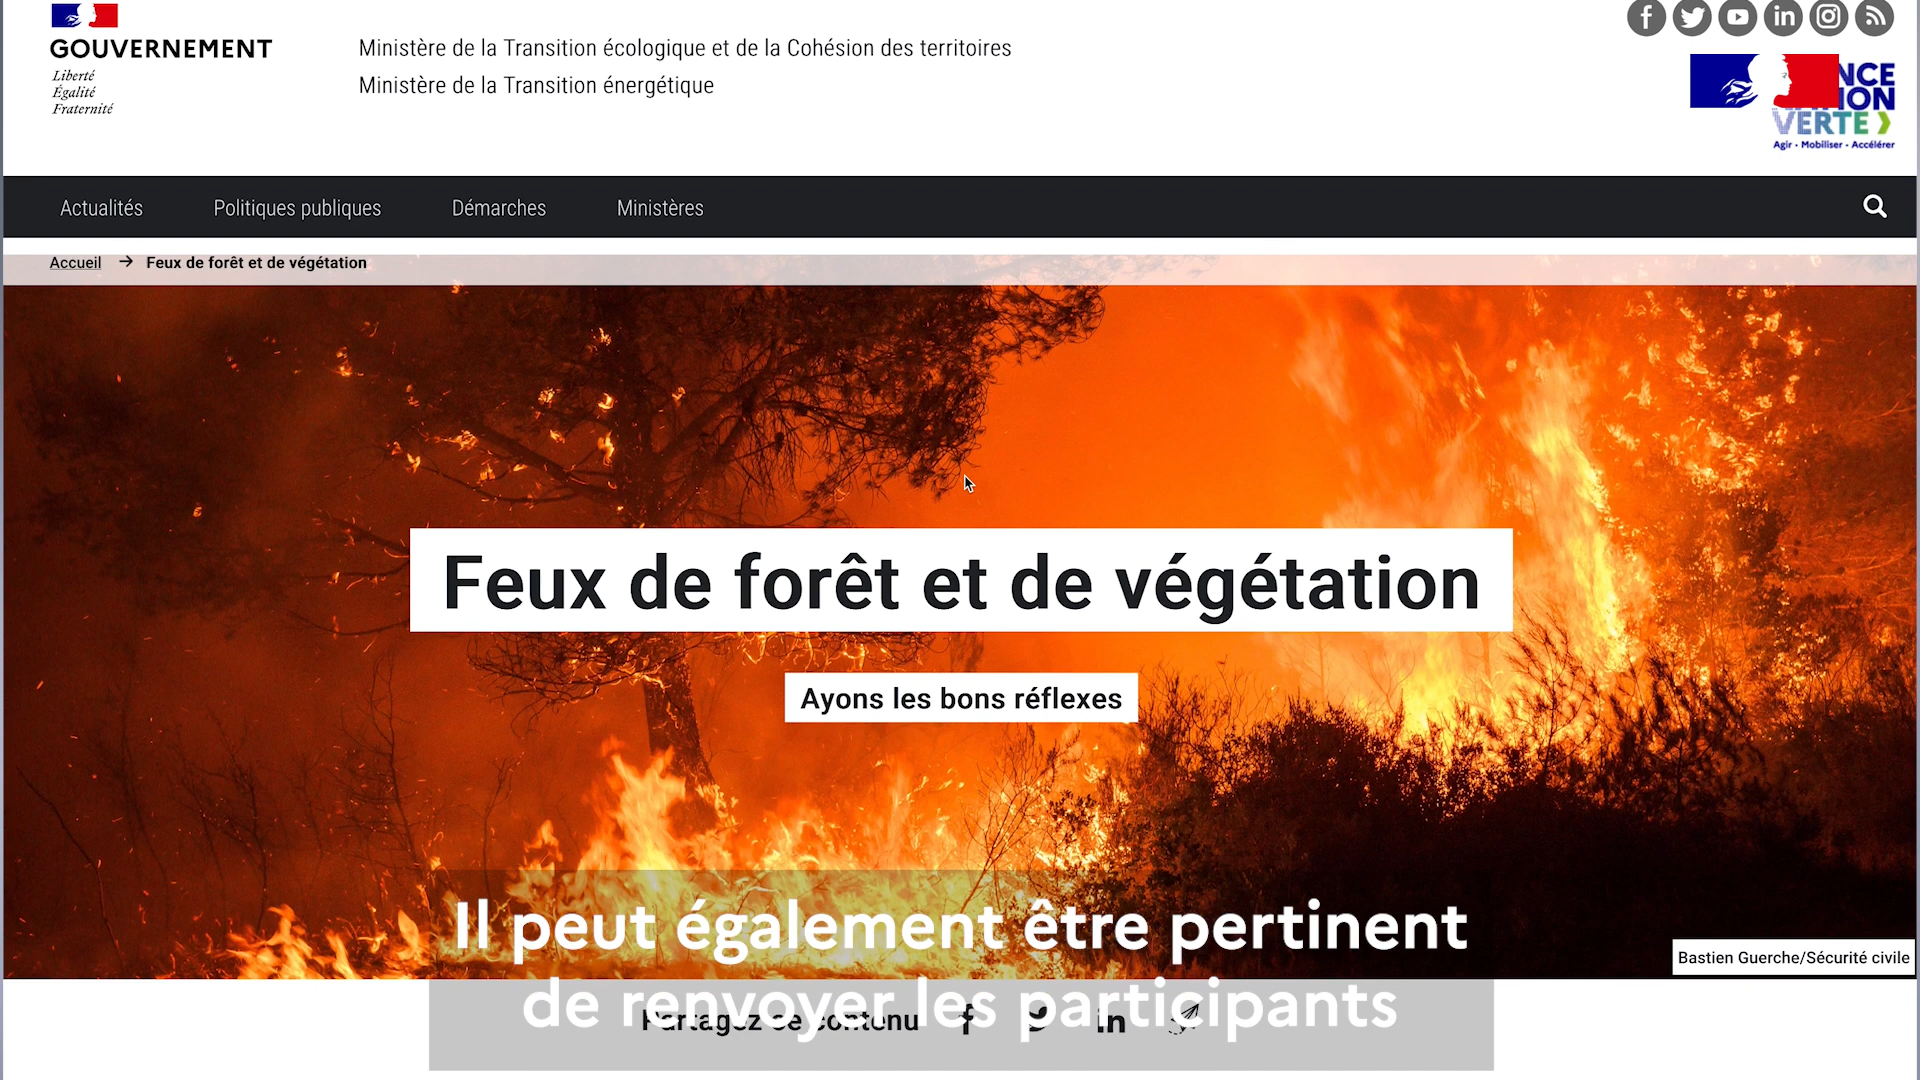 GOUVERNEMENT
Liberté
Égalité
Fraternité
Ministère de la Transition écologique et de la Cohésion des territoires
Ministère de la Transition énergétique
VERTE
Agir • Mobiliser • Accélérer
Actualités
Politiques publiques
Démarches
Ministères
Accueil → Feux de forêt et de végétation
Feux de forêt et de végétation
Ayons les bons réflexes
Il peut également être pertinent
de renvoyer les participants
Bastien Guerche/Sécurité civile
Partagez ce contenu